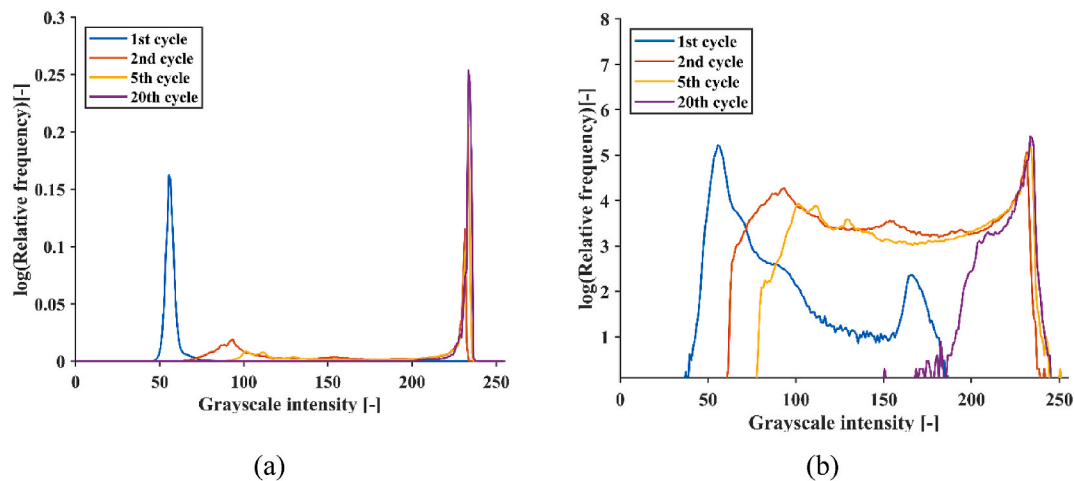 0.3
0.25
0.2
0.15
0.1
0.05
0
log(Relative frequency)[-]
1st cycle
2nd cycle
5th cycle
20th cycle
0 50 100 150 200 250
Grayscale intensity [-]
(a)
8
7
6
5
4
3
2
1
log(Relative frequency)[-]
1st cycle
2nd cycle
5th cycle
20th cycle
0 50 100 150 200 250
Grayscale intensity [-]
(b)